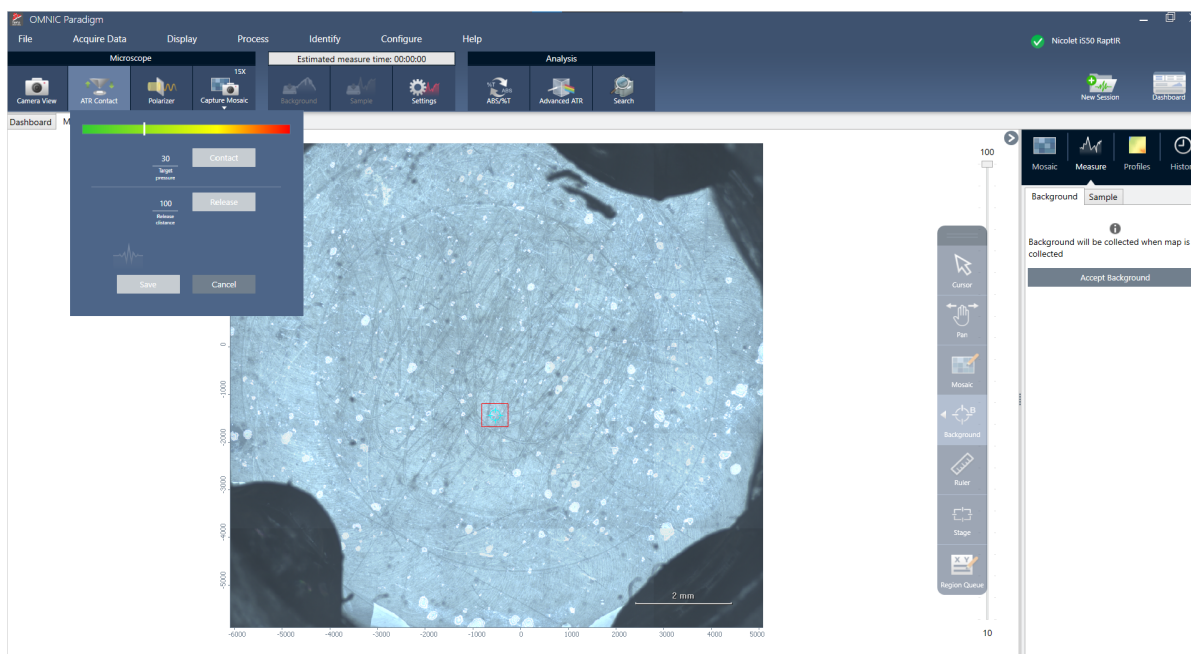 OMNIC Paradigm
File Acquire Data Display Process Identify Configure Help
Nicolet iS50 RaptIR
Microscope
Estimated measure time: 00:00:00
Analysis
15X
Camera View
ATR Contact
Polarizer
Capture Mosaic
Background
Sample
Settings
%T ABS
ABS/%T
Advanced ATR
Search
New Session
Dashboard
Dashboard M
30
Target
pressure
Contact
100
Release
distance
Release
Save
Cancel
100
10
Cursor
Pan
Mosaic
B
Background
Ruler
Stage
X Y
Region Queue
0
-1000
-2000
-3000
-4000
-5000
-6000 -5000 -4000 -3000 -2000 -1000 0 1000 2000 3000 4000 5000
2 mm
Mosaic Measure Profiles Histor
Background Sample
Background will be collected when map is
collected
Accept Background